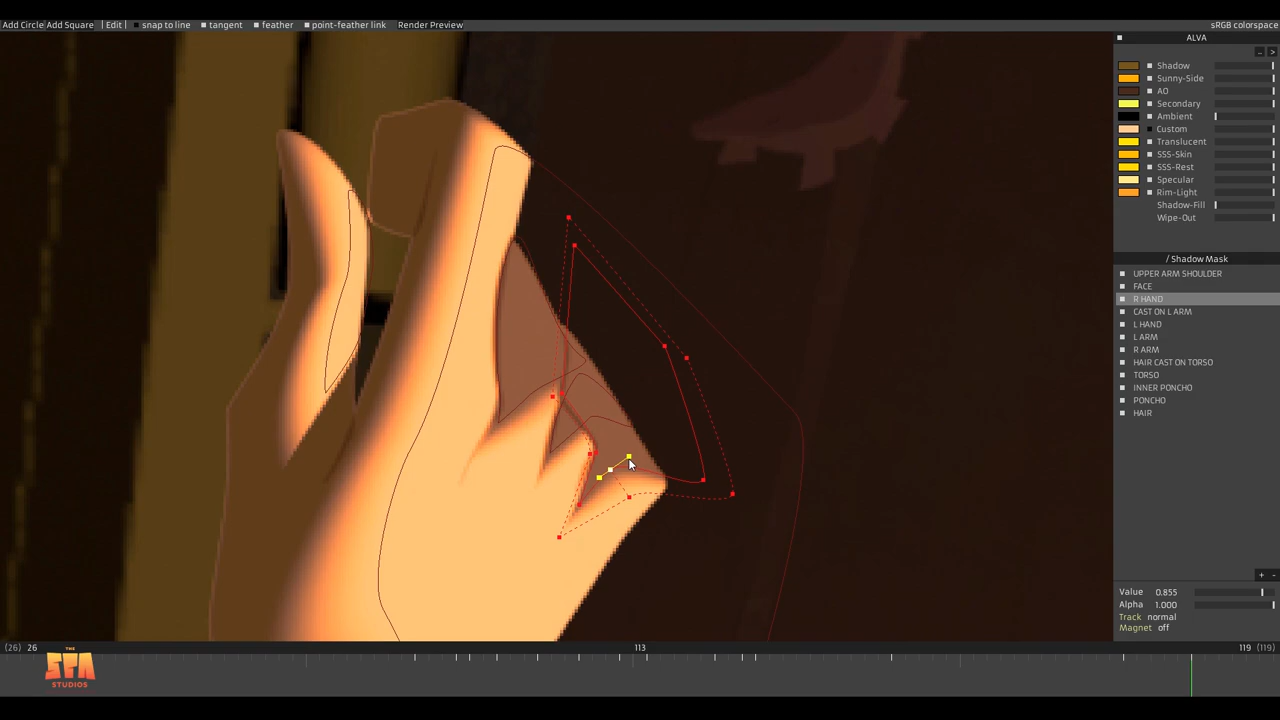 Add Circle Add Square | Edit | snap to line tangent feather point-feather link Render Preview sRGB colorspace
ALVA
.. >
Shadow
Sunny-Side
AO
Secondary
Ambient
Custom
Translucent
SSS-Skin
SSS-Rest
Specular
Rim-Light
Shadow-Fill
Wipe-Out
/ Shadow Mask
UPPER ARM SHOULDER
FACE
R HAND
CAST ON L ARM
L HAND
L ARM
R ARM
HAIR CAST ON TORSO
TORSO
INNER PONCHO
PONCHO
HAIR
+ -
Value 0.855
Alpha 1.000
Track normal
Magnet off
(26) 26 113 119 (119)
THE
SPA
STUDIOS